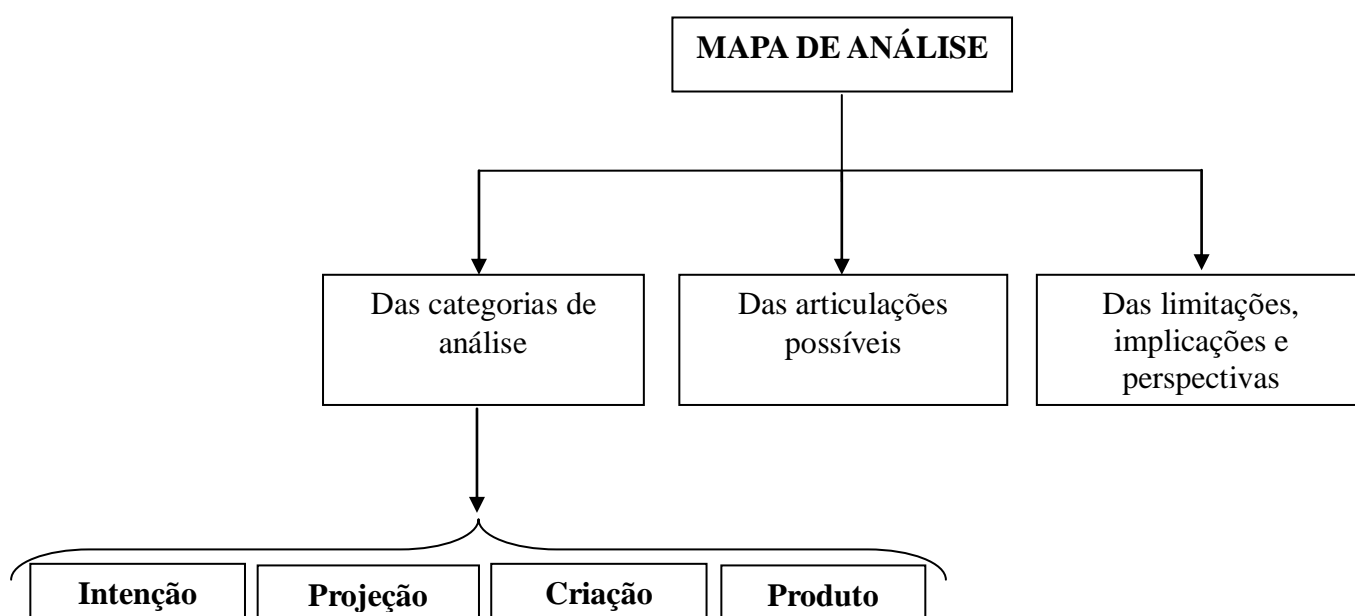 MAPA DE ANÁLISE
Das categorias de
análise
Das articulações
possíveis
Das limitações,
implicações e
perspectivas
Intenção
Projeção
Criação
Produto